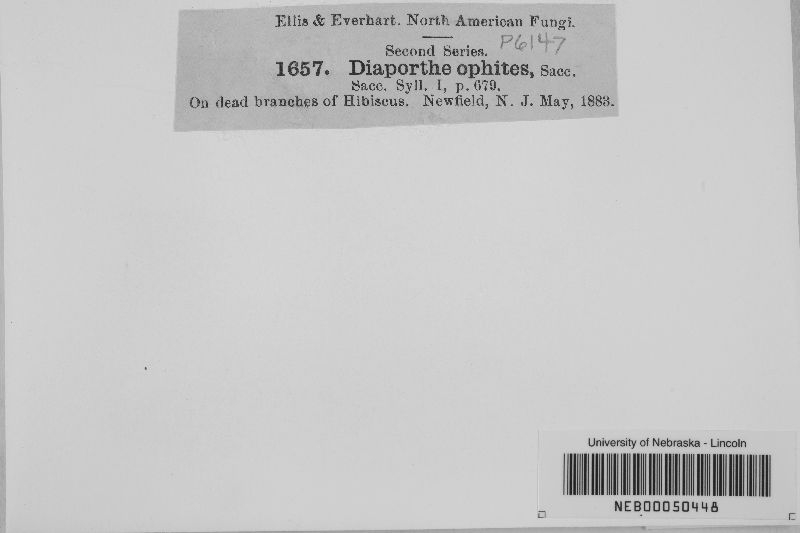 Ellis & Everhart. North American Fungi.
Second Series. P6147
1657. Diaporthe ophites, Sacc.
Sacc. Syll. I, p. 679.
On dead branches of Hibiscus. Newfield, N. J. May, 1883.
University of Nebraska - Lincoln
NEB00050448